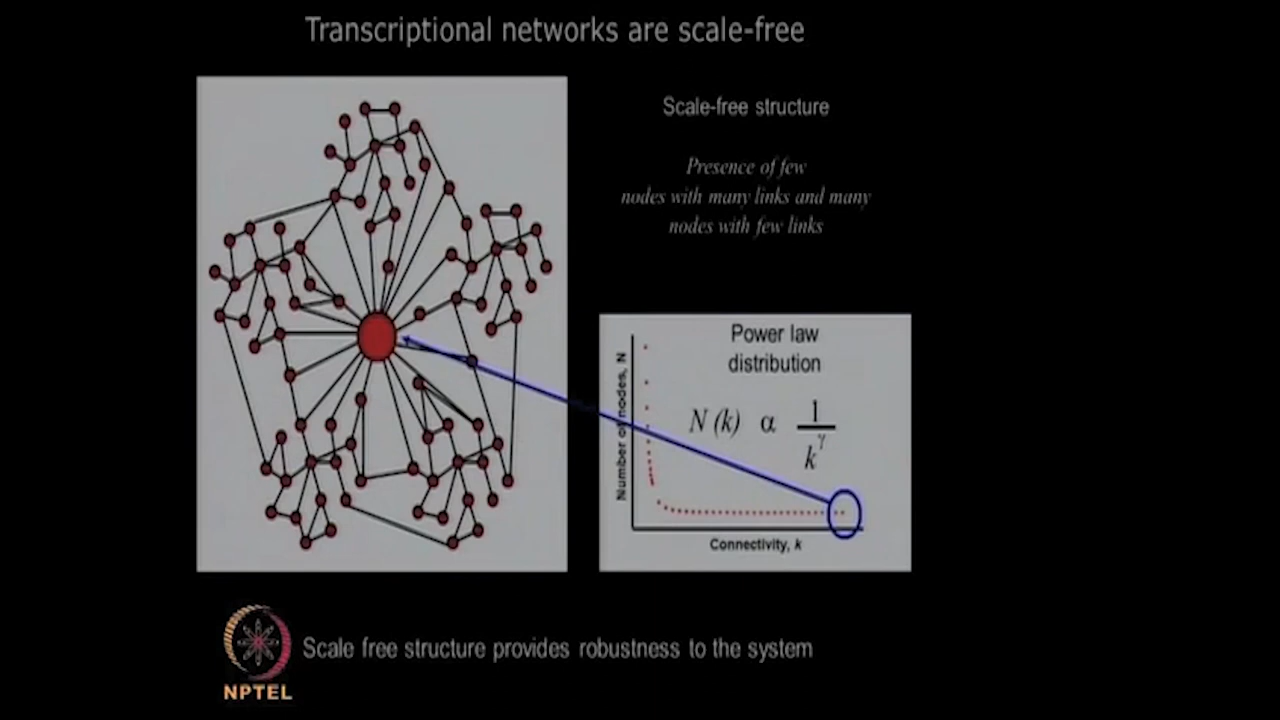 Transcriptional networks are scale-free
Scale-free structure
Presence of few
nodes with many links and many
nodes with few links
Power law
distribution
Number of nodes, N
N (k) α 1
k^γ
Connectivity, k
Scale free structure provides robustness to the system
NPTEL